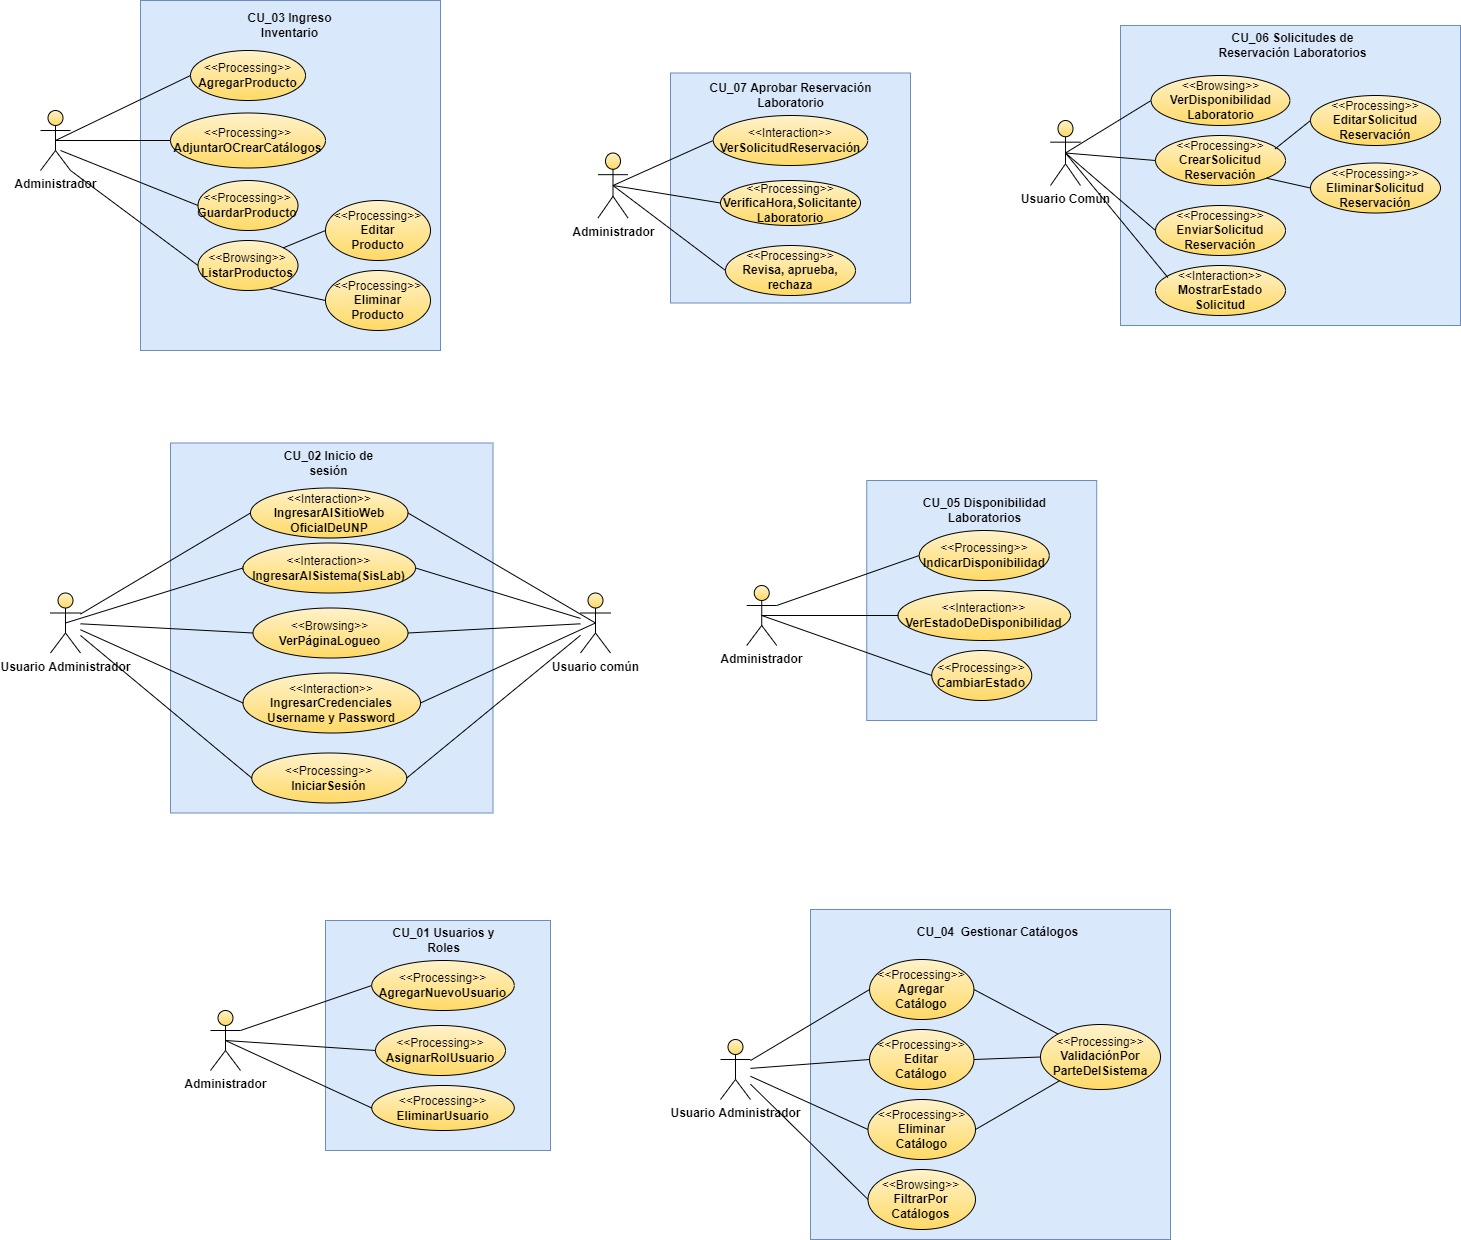 CU_03 Ingreso
Inventario
<<Processing>>
AgregarProducto
<<Processing>>
AdjuntarOCrearCatálogos
<<Processing>>
GuardarProducto
<<Browsing>>
ListarProductos
<<Processing>>
Editar
Producto
<<Processing>>
Eliminar
Producto
Administrador
CU_07 Aprobar Reservación
Laboratorio
<<Interaction>>
VerSolicitudReservación
<<Processing>>
VerificaHora,Solicitante
Laboratorio
<<Processing>>
Revisa, aprueba,
rechaza
Administrador
CU_06 Solicitudes de
Reservación Laboratorios
<<Browsing>>
VerDisponibilidad
Laboratorio
<<Processing>>
CrearSolicitud
Reservación
<<Processing>>
EditarSolicitud
Reservación
<<Processing>>
EliminarSolicitud
Reservación
<<Processing>>
EnviarSolicitud
Reservación
<<Interaction>>
MostrarEstado
Solicitud
Usuario Común
CU_02 Inicio de
sesión
<<Interaction>>
IngresarAlSitioWeb
OficialDeUNP
<<Interaction>>
IngresarAlSistema(SisLab)
<<Browsing>>
VerPáginaLogueo
<<Interaction>>
IngresarCredenciales
Username y Password
<<Processing>>
IniciarSesión
Usuario Administrador
Usuario común
CU_05 Disponibilidad
Laboratorios
<<Processing>>
IndicarDisponibilidad
<<Interaction>>
VerEstadoDeDisponibilidad
<<Processing>>
CambiarEstado
Administrador
CU_01 Usuarios y
Roles
<<Processing>>
AgregarNuevoUsuario
<<Processing>>
AsignarRolUsuario
<<Processing>>
EliminarUsuario
Administrador
CU_04  Gestionar Catálogos
<<Processing>>
Agregar
Catálogo
<<Processing>>
Editar
Catálogo
<<Processing>>
Eliminar
Catálogo
<<Browsing>>
FiltrarPor
Catálogos
<<Processing>>
ValidaciónPor
ParteDelSistema
Usuario Administrador